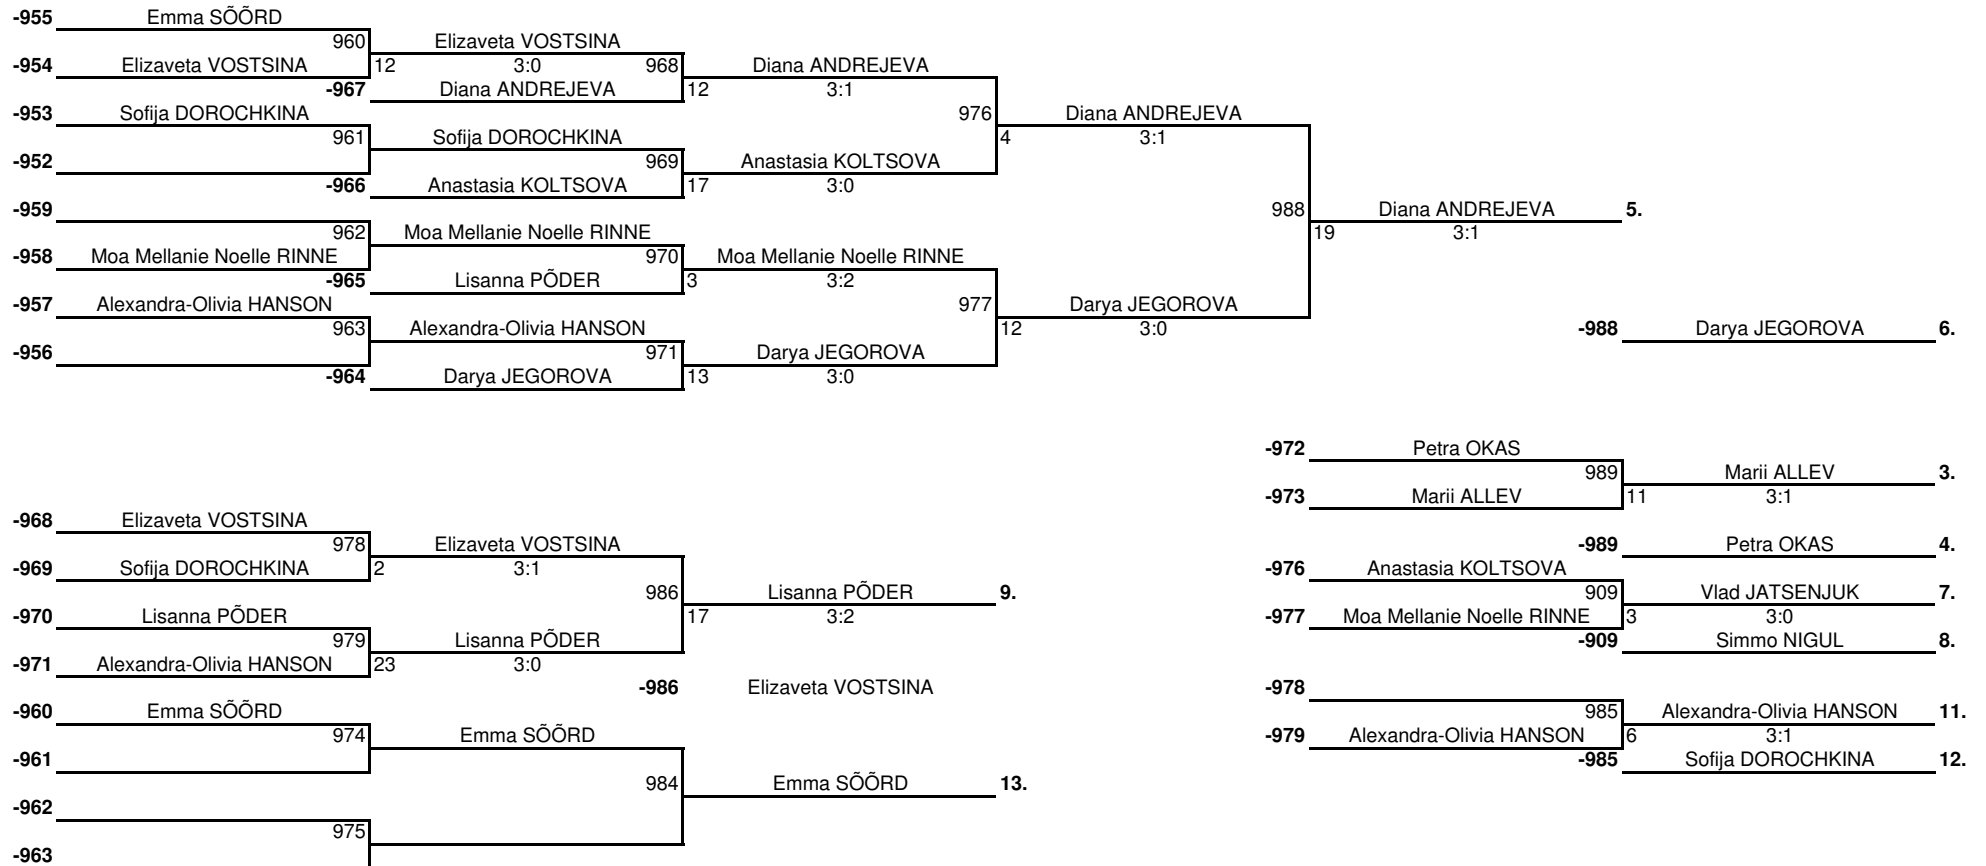 -955 Emma SÕÕRD
960 Elizaveta VOSTSINA
-954 Elizaveta VOSTSINA 12 3:0 968 Diana ANDREJEVA
-967 Diana ANDREJEVA 12 3:1
-953 Sofija DOROCHKINA 976 Diana ANDREJEVA
961 Sofija DOROCHKINA 4 3:1
-952 969 Anastasia KOLTSOVA
-966 Anastasia KOLTSOVA 17 3:0
-959 988 Diana ANDREJEVA 5.
962 Moa Mellanie Noelle RINNE 19 3:1
-958 Moa Mellanie Noelle RINNE 970 Moa Mellanie Noelle RINNE
-965 Lisanna PÕDER 3 3:2
-957 Alexandra-Olivia HANSON 977 Darya JEGOROVA
963 Alexandra-Olivia HANSON 12 3:0 -988 Darya JEGOROVA 6.
-956 971 Darya JEGOROVA
-964 Darya JEGOROVA 13 3:0
-972 Petra OKAS
989 Marii ALLEV 3.
-973 Marii ALLEV 11 3:1
-968 Elizaveta VOSTSINA
978 Elizaveta VOSTSINA -989 Petra OKAS 4.
-969 Sofija DOROCHKINA 2 3:1 -976 Anastasia KOLTSOVA
986 Lisanna PÕDER 9. 909 Vlad JATSENJUK 7.
-970 Lisanna PÕDER 17 3:2 -977 Moa Mellanie Noelle RINNE 3 3:0
979 Lisanna PÕDER -909 Simmo NIGUL 8.
-971 Alexandra-Olivia HANSON 23 3:0
-986 Elizaveta VOSTSINA -978
-960 Emma SÕÕRD 985 Alexandra-Olivia HANSON 11.
974 Emma SÕÕRD -979 Alexandra-Olivia HANSON 6 3:1
-961 -985 Sofija DOROCHKINA 12.
984 Emma SÕÕRD 13.
-962
975
-963